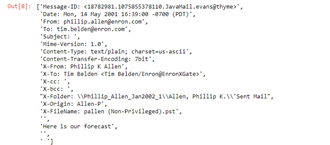 Out[8]: ['Message-ID: <18782981.1075855378110.JavaMail.evans@thyme>',
'Date: Mon, 14 May 2001 16:39:00 -0700 (PDT)',
'From: phillip.allen@enron.com',
'To: tim.belden@enron.com',
'Subject: ',
'Mime-Version: 1.0',
'Content-Type: text/plain; charset=us-ascii',
'Content-Transfer-Encoding: 7bit',
'X-From: Phillip K Allen',
'X-To: Tim Belden <Tim Belden/Enron@EnronXGate>',
'X-cc: ',
'X-bcc: ',
"X-Folder: \\Phillip_Allen_Jan2002_1\\Allen, Phillip K.\\'Sent Mail",
'X-Origin: Allen-P',
'X-FileName: pallen (Non-Privileged).pst',
'',
'Here is our forecast',
'',
' ']